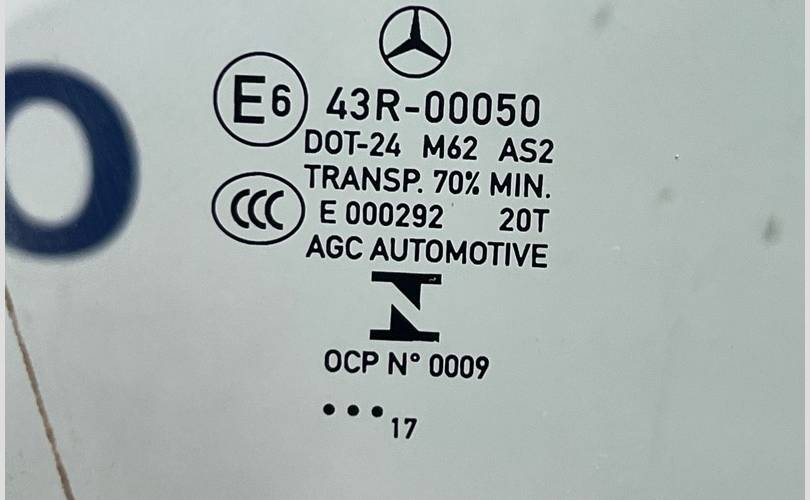 E6 43R-00050
DOT-24 M62 AS2
TRANSP. 70% MIN.
CCC E 000292 20T
AGC AUTOMOTIVE
N
OCP N° 0009
•••17
O